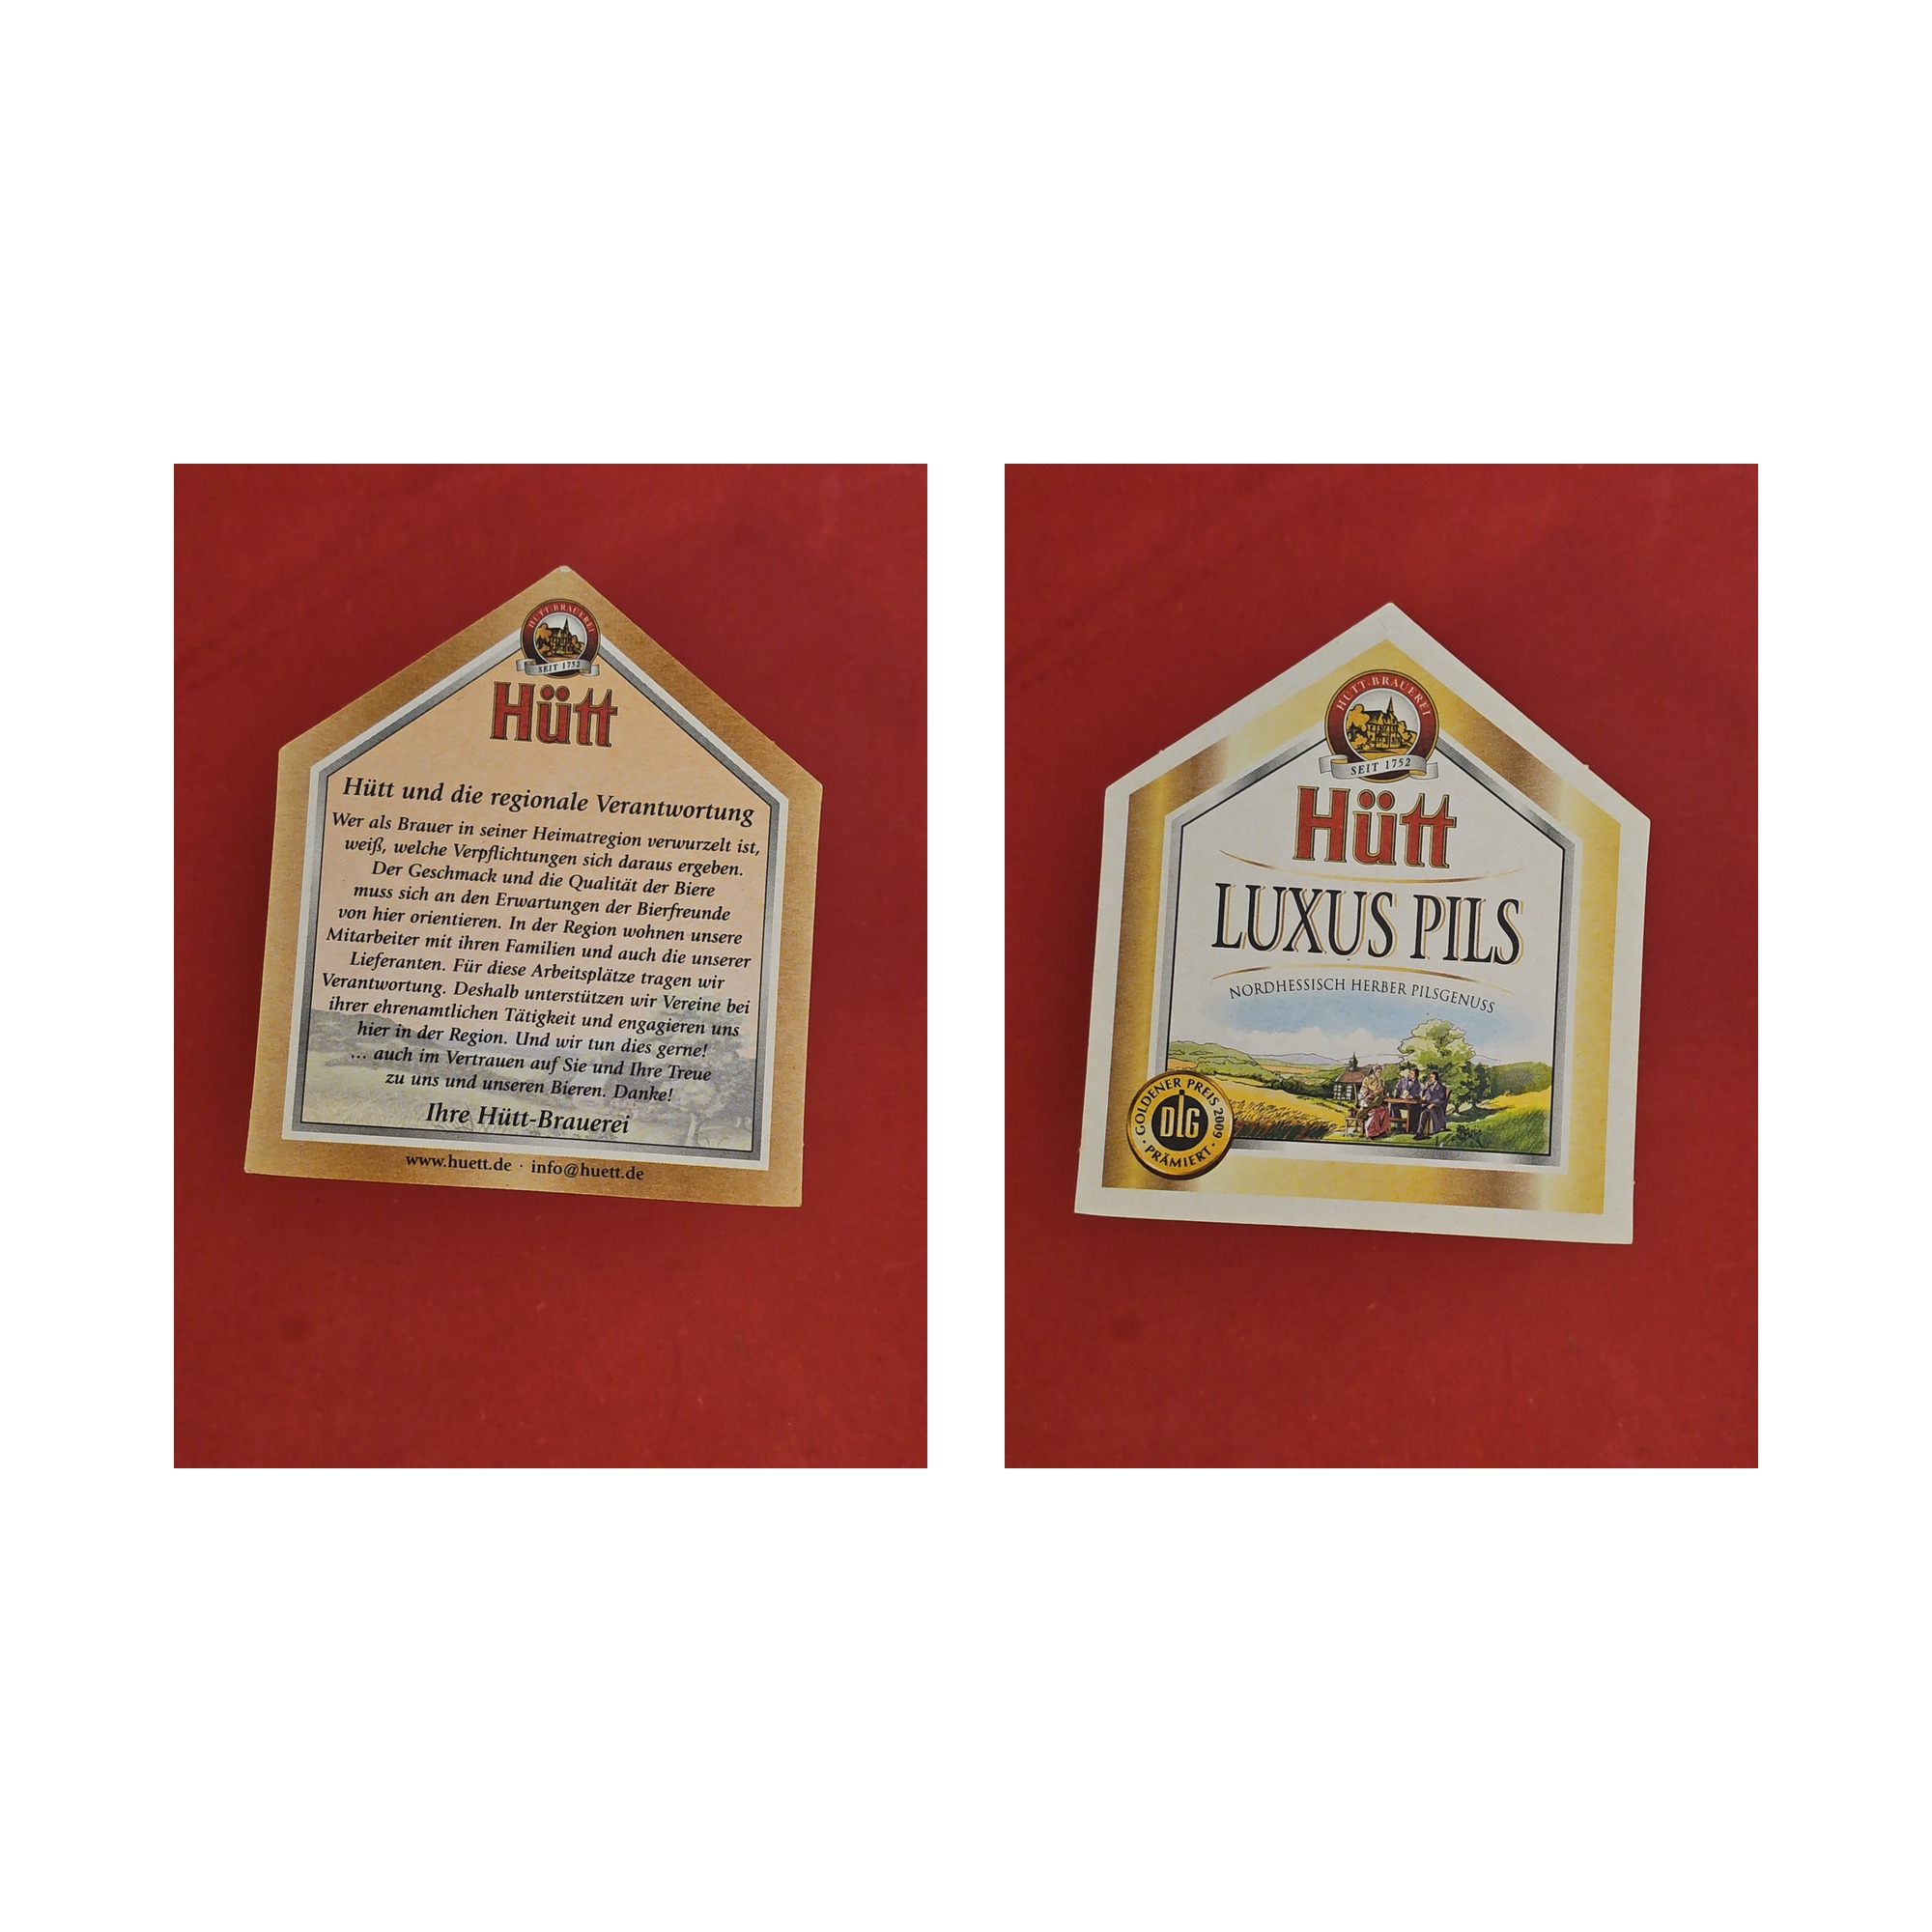 HÜTT-BRAUEREI
SEIT 1752
Hütt
Hütt und die regionale Verantwortung
Wer als Brauer in seiner Heimatregion verwurzelt ist,
weiß, welche Verpflichtungen sich daraus ergeben.
Der Geschmack und die Qualität der Biere
muss sich an den Erwartungen der Bierfreunde
von hier orientieren. In der Region wohnen unsere
Mitarbeiter mit ihren Familien und auch die unserer
Lieferanten. Für diese Arbeitsplätze tragen wir
Verantwortung. Deshalb unterstützen wir Vereine bei
ihrer ehrenamtlichen Tätigkeit und engagieren uns
hier in der Region. Und wir tun dies gerne!
... auch im Vertrauen auf Sie und Ihre Treue
zu uns und unseren Bieren. Danke!
Ihre Hütt-Brauerei
www.huett.de · info@huett.de
HÜTT-BRAUEREI
SEIT 1752
Hütt
LUXUS PILS
NORDHESSISCH HERBER PILSGENUSS
GOLDENER PREIS 2009
DLG
· PRÄMIERT ·